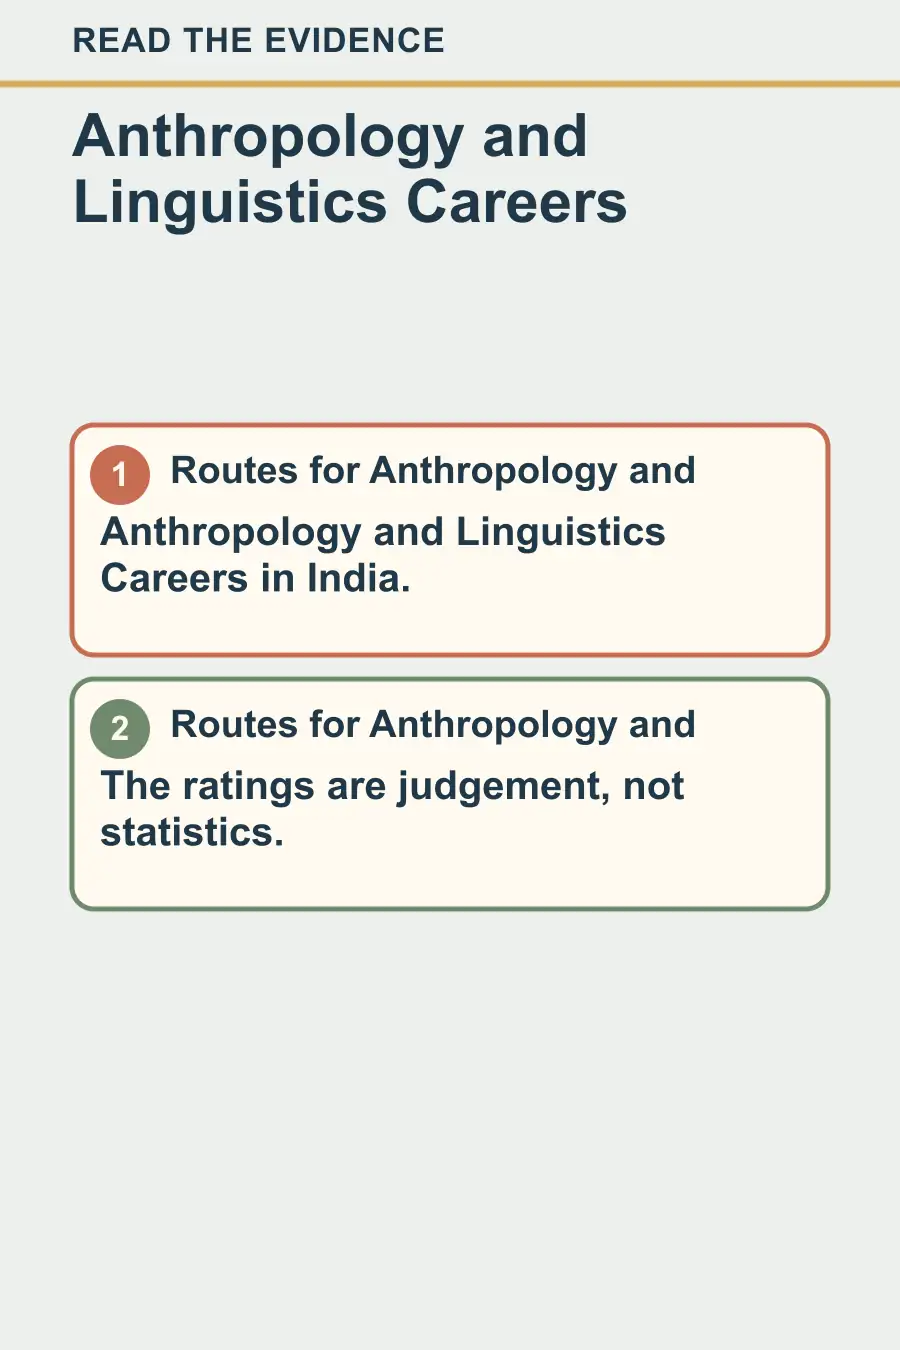 READ THE EVIDENCE
Anthropology and
Linguistics Careers
1 Routes for Anthropology and
Anthropology and Linguistics
Careers in India.
2 Routes for Anthropology and
The ratings are judgement, not
statistics.